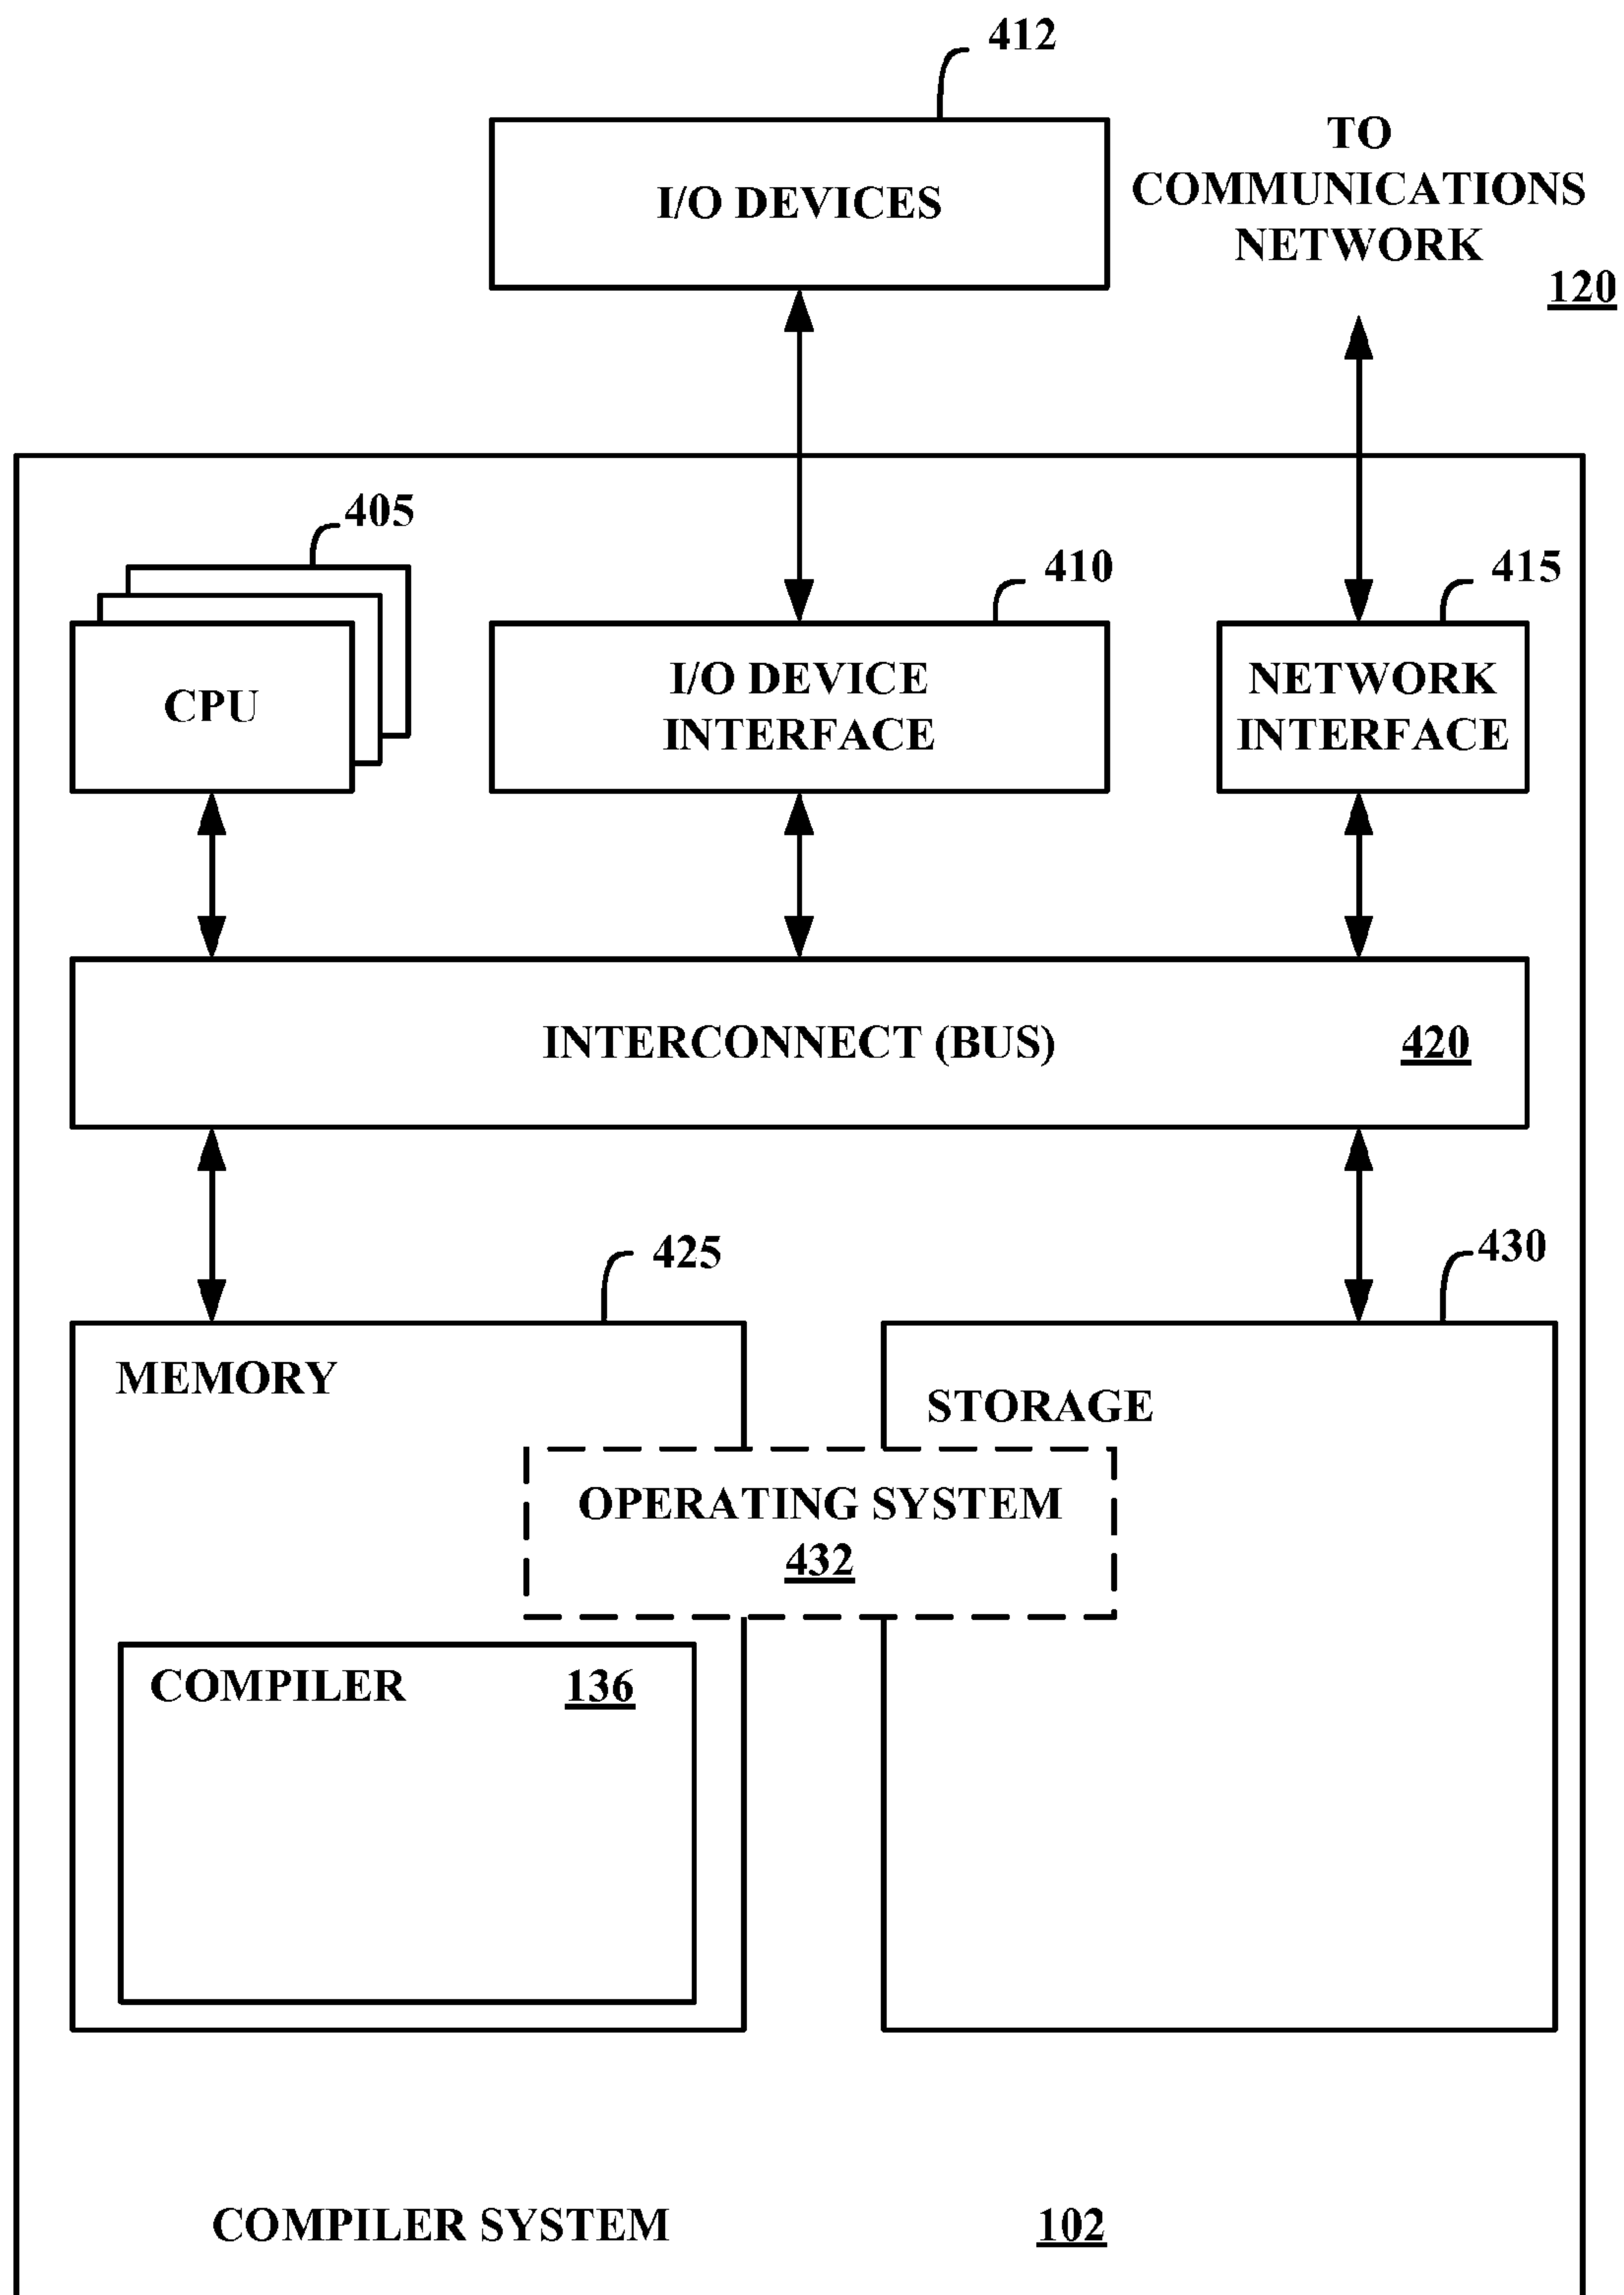 412
I/O DEVICES
TO
COMMUNICATIONS
NETWORK
120
405
410
415
CPU
I/O DEVICE
INTERFACE
NETWORK
INTERFACE
INTERCONNECT (BUS)
420
425
430
MEMORY
STORAGE
OPERATING SYSTEM
432
COMPILER
136
COMPILER SYSTEM
102